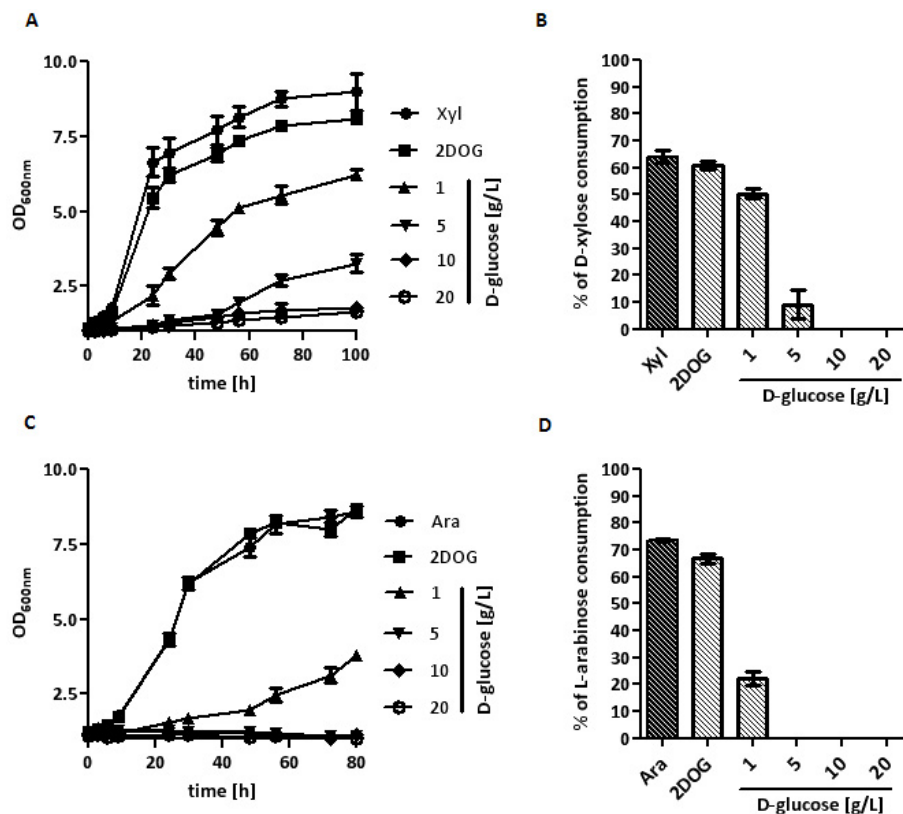 A
10.0
7.5
5.0
2.5
OD600nm
0 20 40 60 80 100
time [h]
Xyl
2DOG
1
5
10
20
D-glucose [g/L]
B
100
90
80
70
60
50
40
30
20
10
0
% of D-xylose consumption
Xyl 2DOG 1 5 10 20
D-glucose [g/L]
C
10.0
7.5
5.0
2.5
OD600nm
0 20 40 60 80
time [h]
Ara
2DOG
1
5
10
20
D-glucose [g/L]
D
100
90
80
70
60
50
40
30
20
10
0
% of L-arabinose consumption
Ara 2DOG 1 5 10 20
D-glucose [g/L]